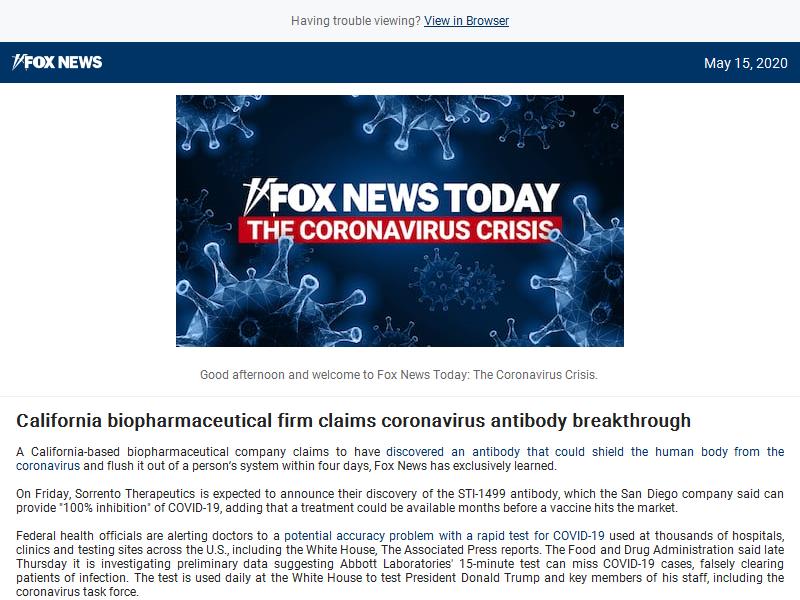 Having trouble viewing? View in Browser
FOX NEWS
May 15, 2020
FOX NEWS TODAY
THE CORONAVIRUS CRISIS
Good afternoon and welcome to Fox News Today: The Coronavirus Crisis.
California biopharmaceutical firm claims coronavirus antibody breakthrough
A California-based biopharmaceutical company claims to have discovered an antibody that could shield the human body from the
coronavirus and flush it out of a person's system within four days, Fox News has exclusively learned.
On Friday, Sorrento Therapeutics is expected to announce their discovery of the STI-1499 antibody, which the San Diego company said can
provide "100% inhibition" of COVID-19, adding that a treatment could be available months before a vaccine hits the market.
Federal health officials are alerting doctors to a potential accuracy problem with a rapid test for COVID-19 used at thousands of hospitals,
clinics and testing sites across the U.S., including the White House, The Associated Press reports. The Food and Drug Administration said late
Thursday it is investigating preliminary data suggesting Abbott Laboratories' 15-minute test can miss COVID-19 cases, falsely clearing
patients of infection. The test is used daily at the White House to test President Donald Trump and key members of his staff, including the
coronavirus task force.